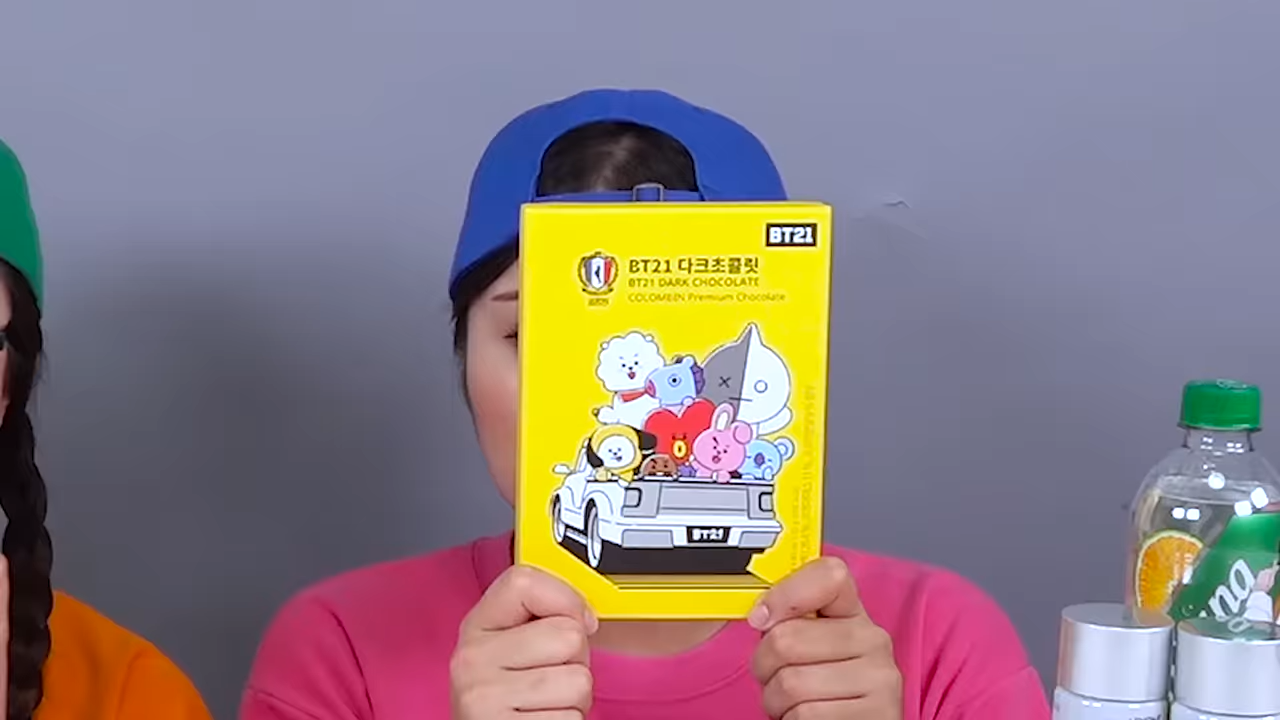 BT21
BT21 다크초콜릿
BT21 DARK CHOCOLATE
COLOMBIN Premium Chocolate
BT21